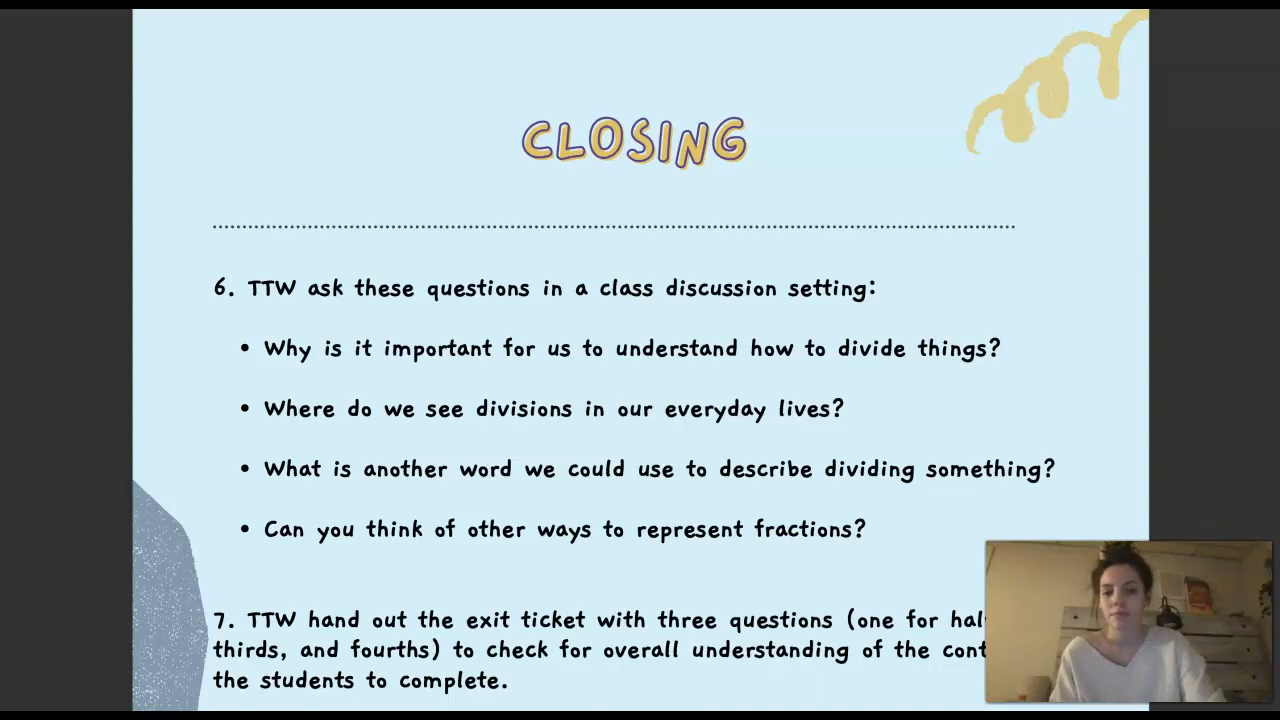 CLOSING
6. TTW ask these questions in a class discussion setting:
• Why is it important for us to understand how to divide things?
• Where do we see divisions in our everyday lives?
• What is another word we could use to describe dividing something?
• Can you think of other ways to represent fractions?
7. TTW hand out the exit ticket with three questions (one for
thirds, and fourths) to check for overall understanding of the
the students to complete.